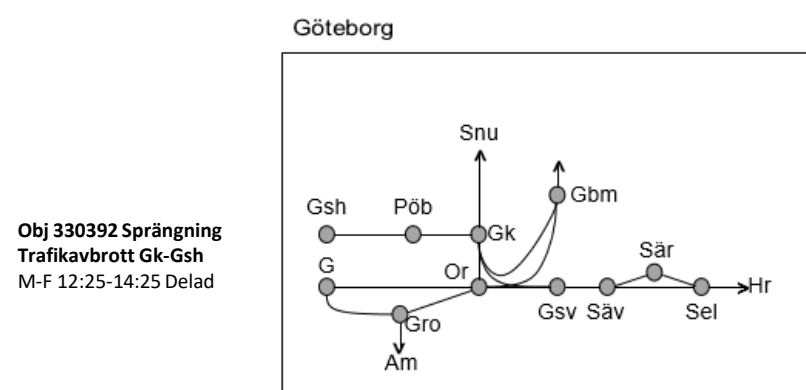 Göteborg
Snu
Gbm
Gsh Pöb Gk
Obj 330392 Sprängning
Trafikavbrott Gk-Gsh
M-F 12:25-14:25 Delad
G Or Sär
Hr
Gro Gsv Säv Sel
Am